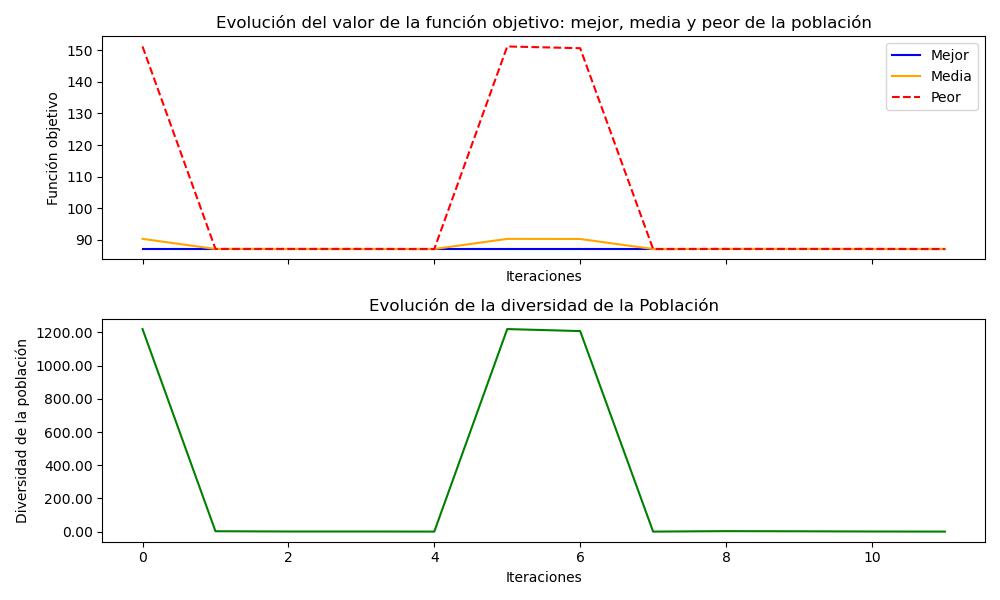 Evolución del valor de la función objetivo: mejor, media y peor de la población
150
140
130
120
110
100
90
Función objetivo
Mejor
Media
Peor
Iteraciones
Evolución de la diversidad de la Población
1200.00
1000.00
800.00
600.00
400.00
200.00
0.00
Diversidad de la población
0 2 4 6 8 10
Iteraciones